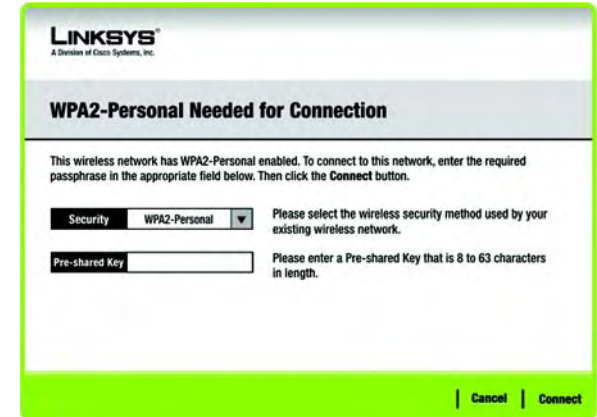 LINKSYS®
A Division of Cisco Systems, Inc.
WPA2-Personal Needed for Connection
This wireless network has WPA2-Personal enabled. To connect to this network, enter the required
passphrase in the appropriate field below. Then click the Connect button.
Security WPA2-Personal Please select the wireless security method used by your
existing wireless network.
Pre-shared Key Please enter a Pre-shared Key that is 8 to 63 characters
in length.
Cancel Connect